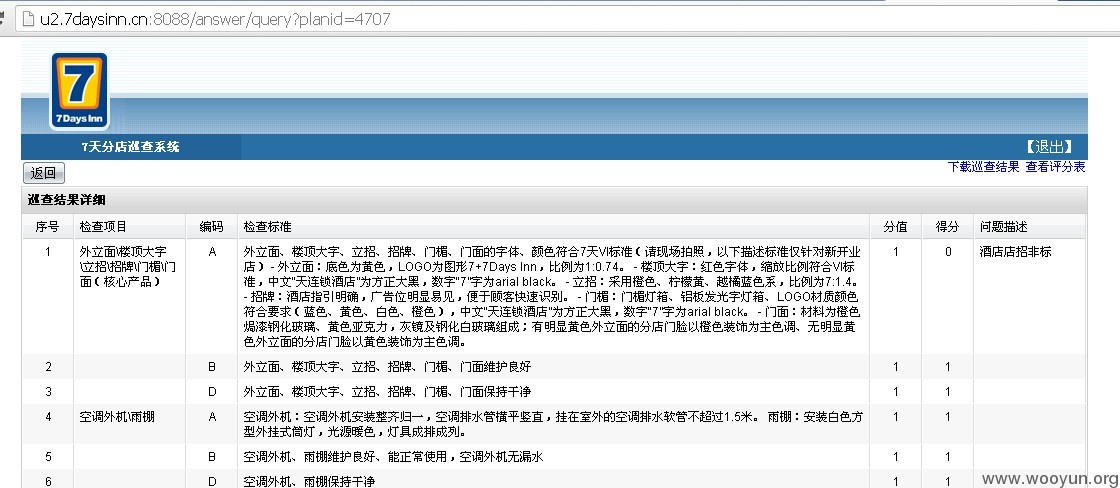 u2.7daysinn.cn:8088/answer/query?planid=4707
7
7Days Inn
7天分店巡查系统
【退出】
返回
下载巡查结果 查看评分表
巡查结果详细
序号 检查项目 编码 检查标准 分值 得分 问题描述
1 外立面\楼顶大字\立招\招牌\门楣\门面（核心产品） A 外立面、楼顶大字、立招、招牌、门楣、门面的字体、颜色符合7天VI标准（请现场拍照，以下描述标准仅针对新开业 1 0 酒店店招非标
店）- 外立面：底色为黄色，LOGO为图形7+7Days Inn，比例为1:0.74。 - 楼顶大字：红色字体，缩放比例符合VI标
准，中文"天连锁酒店"为方正大黑，数字"7"字为arial black。 - 立招：采用橙色、柠檬黄、越橘蓝色系，比例为7:1.4。
- 招牌：酒店指引明确，广告位明显易见，便于顾客快速识别。 - 门楣：门楣灯箱、铝板发光字灯箱、LOGO材质颜色
符合要求（蓝色、黄色、白色、橙色），中文"天连锁酒店"为方正大黑，数字"7"字为arial black。 - 门面：材料为橙色
焗漆钢化玻璃、黄色亚克力，灰镜及钢化白玻璃组成；有明显黄色外立面的分店门脸以橙色装饰为主色调、无明显黄
色外立面的分店门脸以黄色装饰为主色调。
2 B 外立面、楼顶大字、立招、招牌、门楣、门面维护良好 1 1
3 D 外立面、楼顶大字、立招、招牌、门楣、门面保持干净 1 1
4 空调外机\雨棚 A 空调外机：空调外机安装整齐归一，空调排水管横平竖直，挂在室外的空调排水软管不超过1.5米。 雨棚：安装白色方 1 1
型外挂式筒灯，光源暖色，灯具成排成列。
5 B 空调外机、雨棚维护良好、能正常使用，空调外机无漏水 1 1
6 D 空调外机、雨棚保持干净 1 1
www.wooyun.org